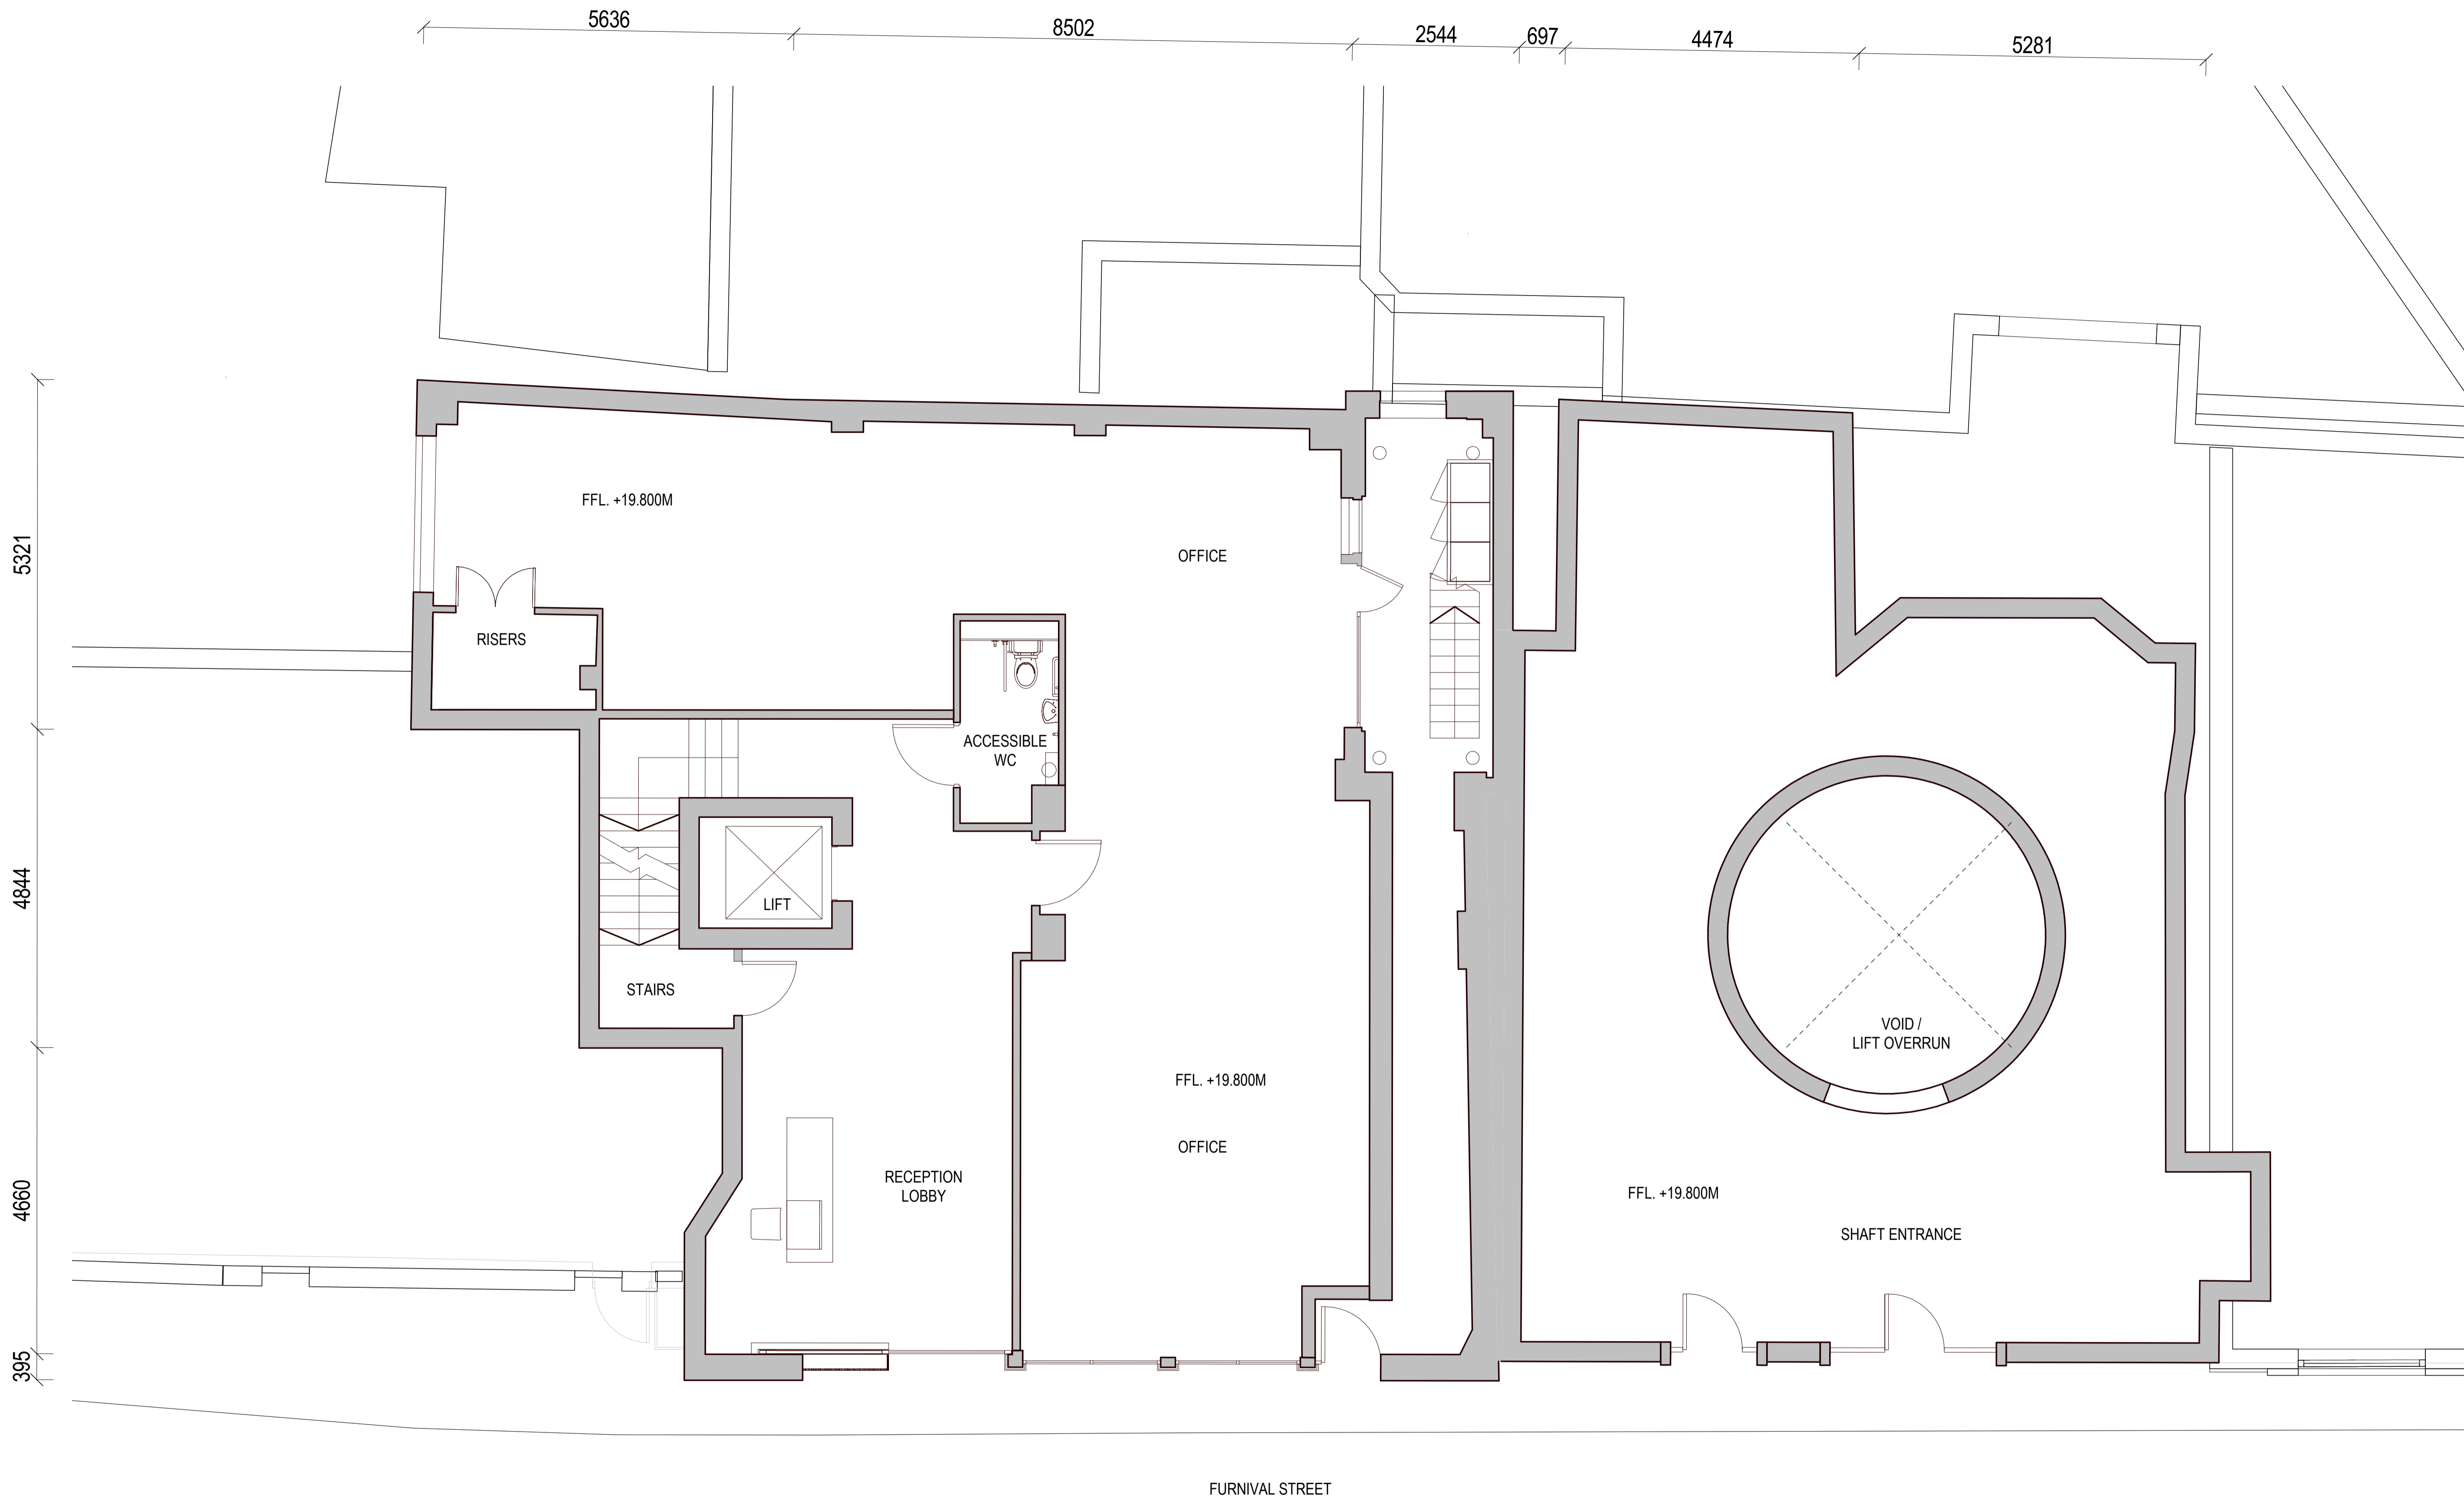 5636
8502
2544
697
4474
5281
5321
4844
4660
395
FFL. +19.800M
OFFICE
RISERS
ACCESSIBLE
WC
LIFT
STAIRS
VOID /
LIFT OVERRUN
FFL. +19.800M
OFFICE
RECEPTION
LOBBY
FFL. +19.800M
SHAFT ENTRANCE
FURNIVAL STREET